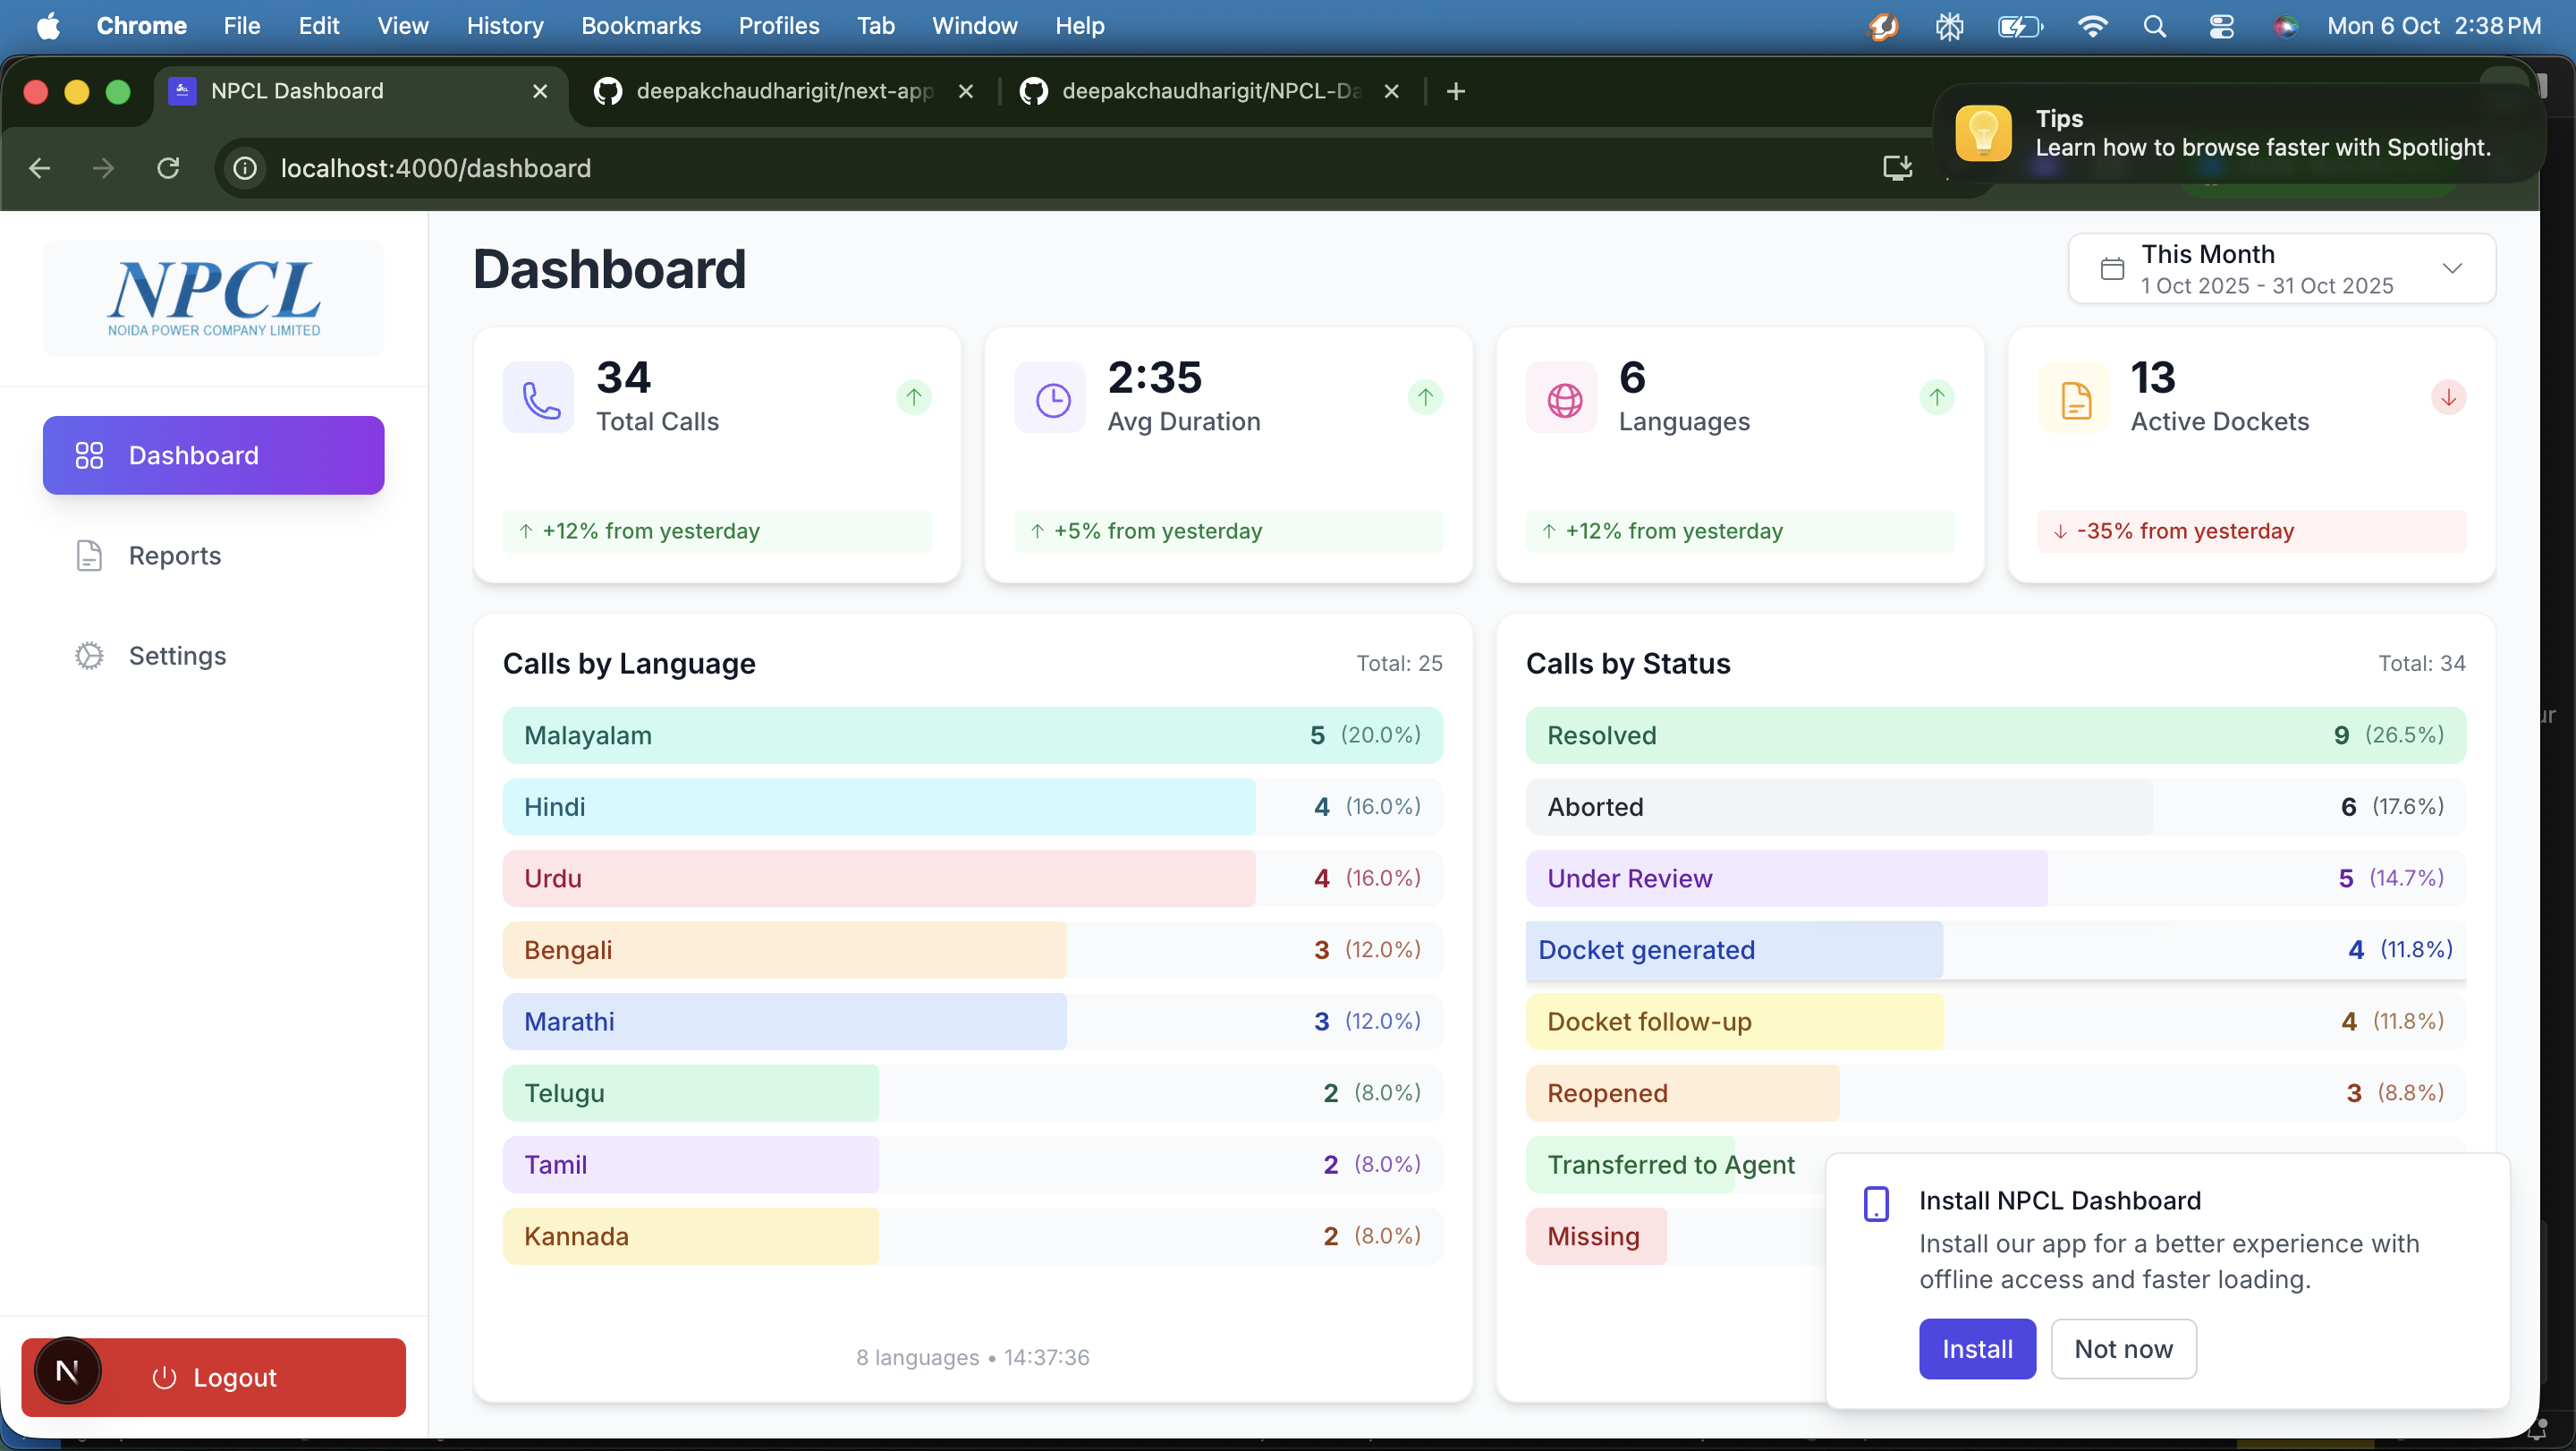 Chrome File Edit View History Bookmarks Profiles Tab Window Help Mon 6 Oct 2:38 PM
NPCL Dashboard deepakchaudharigit/next-app deepakchaudharigit/NPCL-Da
Tips
Learn how to browse faster with Spotlight.
localhost:4000/dashboard
NPCL
NOIDA POWER COMPANY LIMITED
Dashboard
Reports
Settings
Logout
N
Dashboard
This Month
1 Oct 2025 - 31 Oct 2025
34
Total Calls
↑ +12% from yesterday
2:35
Avg Duration
↑ +5% from yesterday
6
Languages
↑ +12% from yesterday
13
Active Dockets
↓ -35% from yesterday
Calls by Language Total: 25
Malayalam 5 (20.0%)
Hindi 4 (16.0%)
Urdu 4 (16.0%)
Bengali 3 (12.0%)
Marathi 3 (12.0%)
Telugu 2 (8.0%)
Tamil 2 (8.0%)
Kannada 2 (8.0%)
8 languages • 14:37:36
Calls by Status Total: 34
Resolved 9 (26.5%)
Aborted 6 (17.6%)
Under Review 5 (14.7%)
Docket generated 4 (11.8%)
Docket follow-up 4 (11.8%)
Reopened 3 (8.8%)
Transferred to Agent
Missing
Install NPCL Dashboard
Install our app for a better experience with
offline access and faster loading.
Install Not now